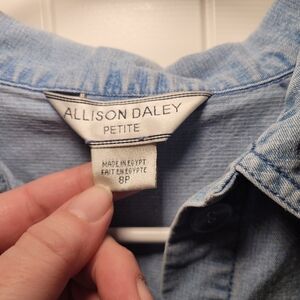 ALLISON DALEY
PETITE
MADE IN EGYPT
FAIT EN EGYPTE
8P